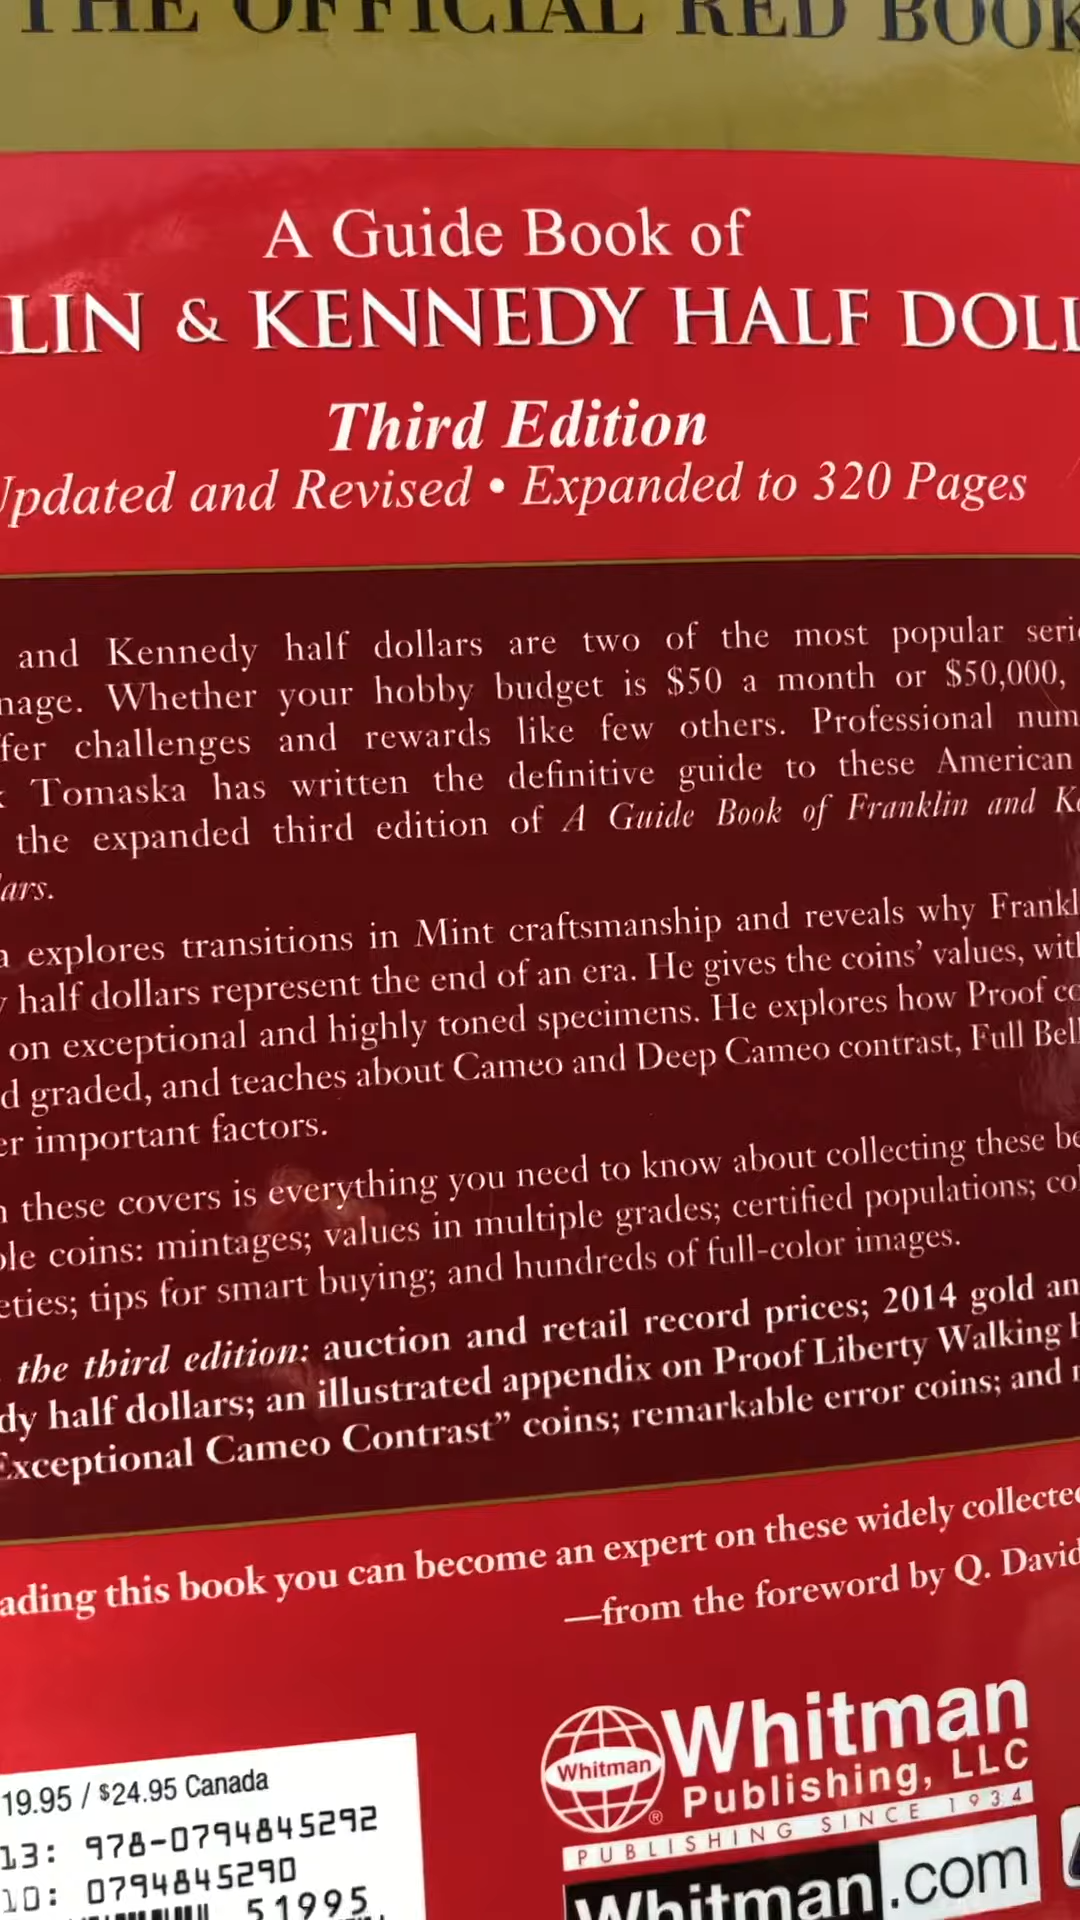 THE OFFICIAL RED BOOK
A Guide Book of
LIN & KENNEDY HALF DOLL
Third Edition
Updated and Revised • Expanded to 320 Pages
and Kennedy half dollars are two of the most popular seri
nage. Whether your hobby budget is $50 a month or $50,000,
fer challenges and rewards like few others. Professional num
Tomaska has written the definitive guide to these American
the expanded third edition of A Guide Book of Franklin and Ke
lars.
a explores transitions in Mint craftsmanship and reveals why Frankl
y half dollars represent the end of an era. He gives the coins' values, with
on exceptional and highly toned specimens. He explores how Proof co
d graded, and teaches about Cameo and Deep Cameo contrast, Full Bell
er important factors.
n these covers is everything you need to know about collecting these be
ble coins: mintages; values in multiple grades; certified populations; col
eties; tips for smart buying; and hundreds of full-color images.
the third edition: auction and retail record prices; 2014 gold an
dy half dollars; an illustrated appendix on Proof Liberty Walking h
Exceptional Cameo Contrast" coins; remarkable error coins; and
ading this book you can become an expert on these widely collected
—from the foreword by Q. David
Whitman
Whitman
Publishing, LLC
®
PUBLISHING SINCE 1934
Whitman.com
19.95 / $24.95 Canada
13: 978-0794845292
10: 0794845290
51995